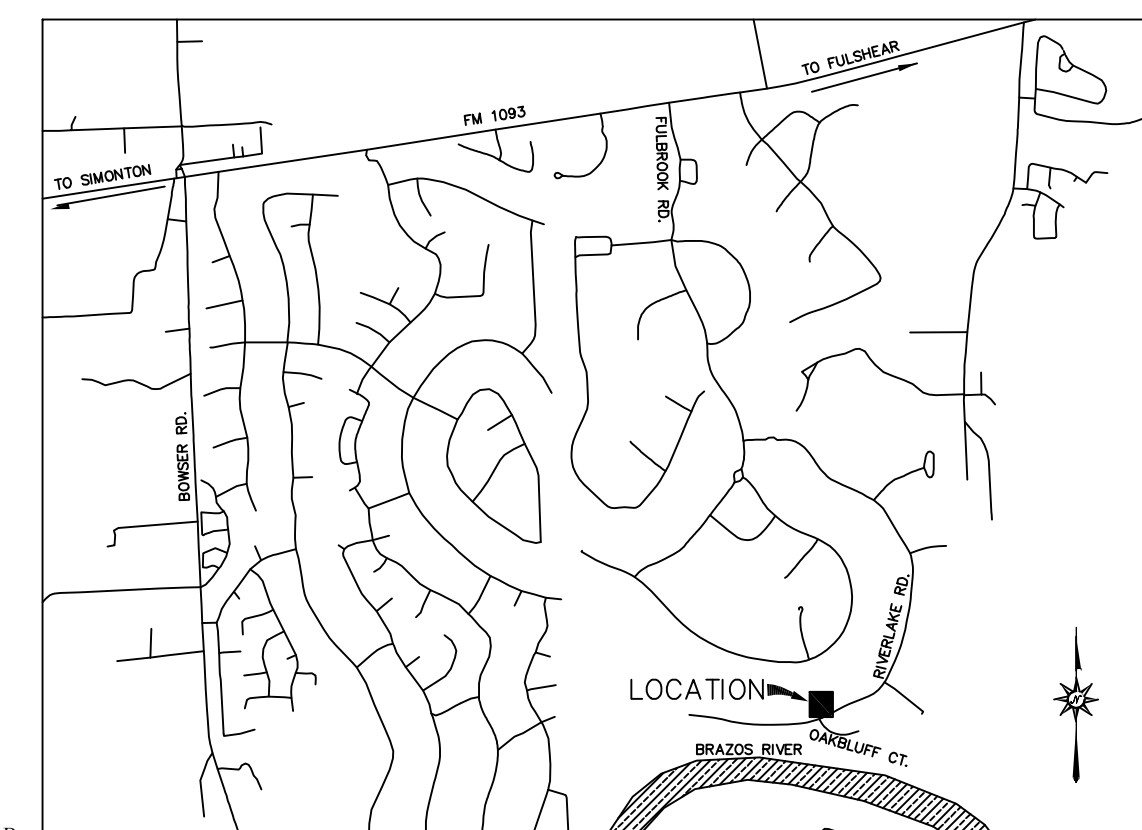 TO FULSHEAR
FM 1093
FULBROOK RD.
TO SIMONTON
BOWSER RD.
RIVERLAKE RD.
LOCATION
OAKBLUFF CT.
BRAZOS RIVER
N